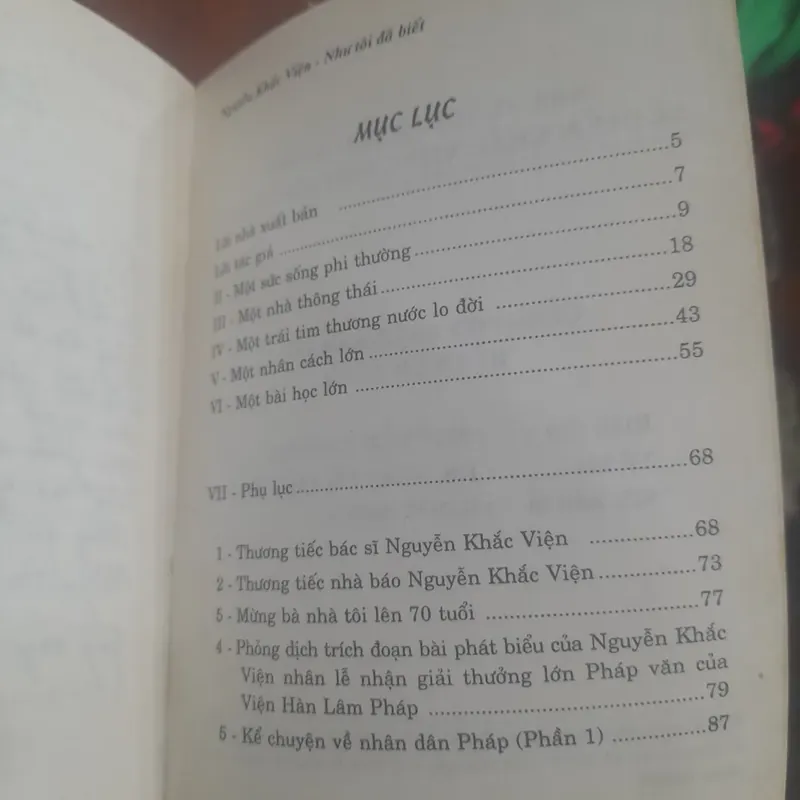 Nguyễn Khắc Viện - Như tôi đã biết
MỤC LỤC
Lời nhà xuất bản ........................................ 5
Lời tác giả ........................................ 7
II - Một sức sống phi thường ........................................ 9
III - Một nhà thông thái ........................................ 18
IV - Một trái tim thương nước lo đời ........................................ 29
V - Một nhân cách lớn ........................................ 43
VI - Một bài học lớn ........................................ 55
VII - Phụ lục ........................................ 68
1 - Thương tiếc bác sĩ Nguyễn Khắc Viện ............... 68
2 - Thương tiếc nhà báo Nguyễn Khắc Viện ............... 73
5 - Mừng bà nhà tôi lên 70 tuổi ............................ 77
4 - Phỏng dịch trích đoạn bài phát biểu của Nguyễn Khắc
Viện nhân lễ nhận giải thưởng lớn Pháp văn của
Viện Hàn Lâm Pháp ............................ 79
6 - Kể chuyện về nhân dân Pháp (Phần 1) ............... 87